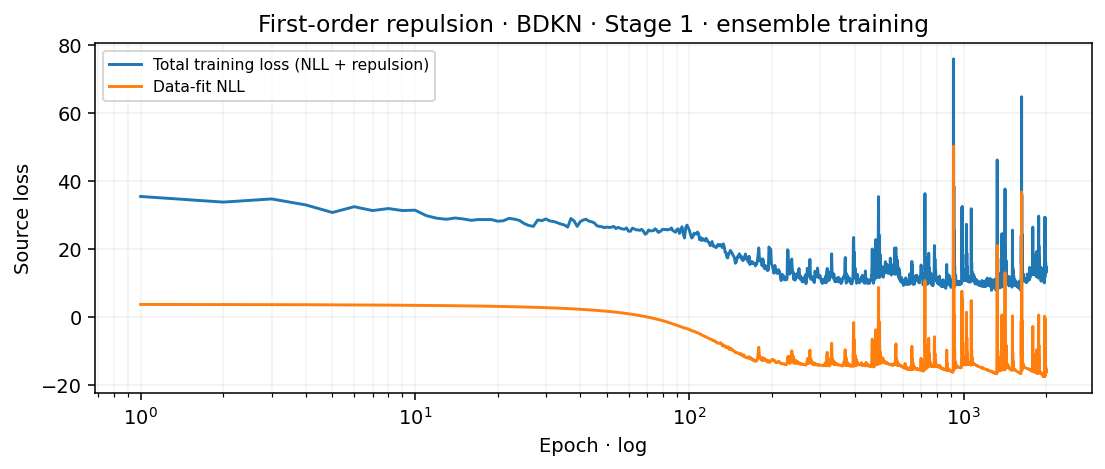 First-order repulsion · BDKN · Stage 1 · ensemble training
Total training loss (NLL + repulsion)
Data-fit NLL
Source loss
80
60
40
20
0
−20
10⁰
10¹
10²
10³
Epoch · log